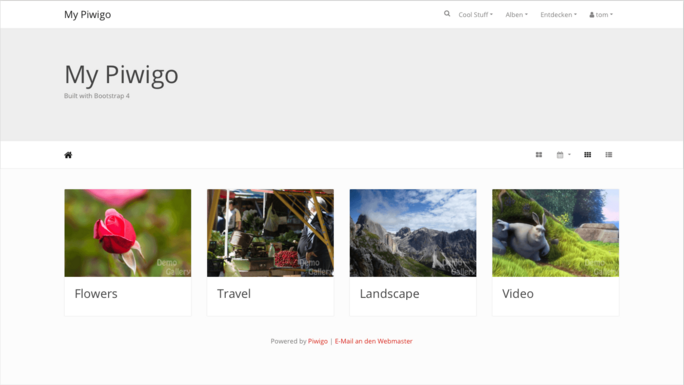 My Piwigo
Cool Stuff
Alben
Entdecken
tom
My Piwigo
Built with Bootstrap 4
Demo
Gallery
Demo
Gallery
Demo
Gallery
Demo
Gallery
Flowers
Travel
Landscape
Video
Powered by Piwigo | E-Mail an den Webmaster